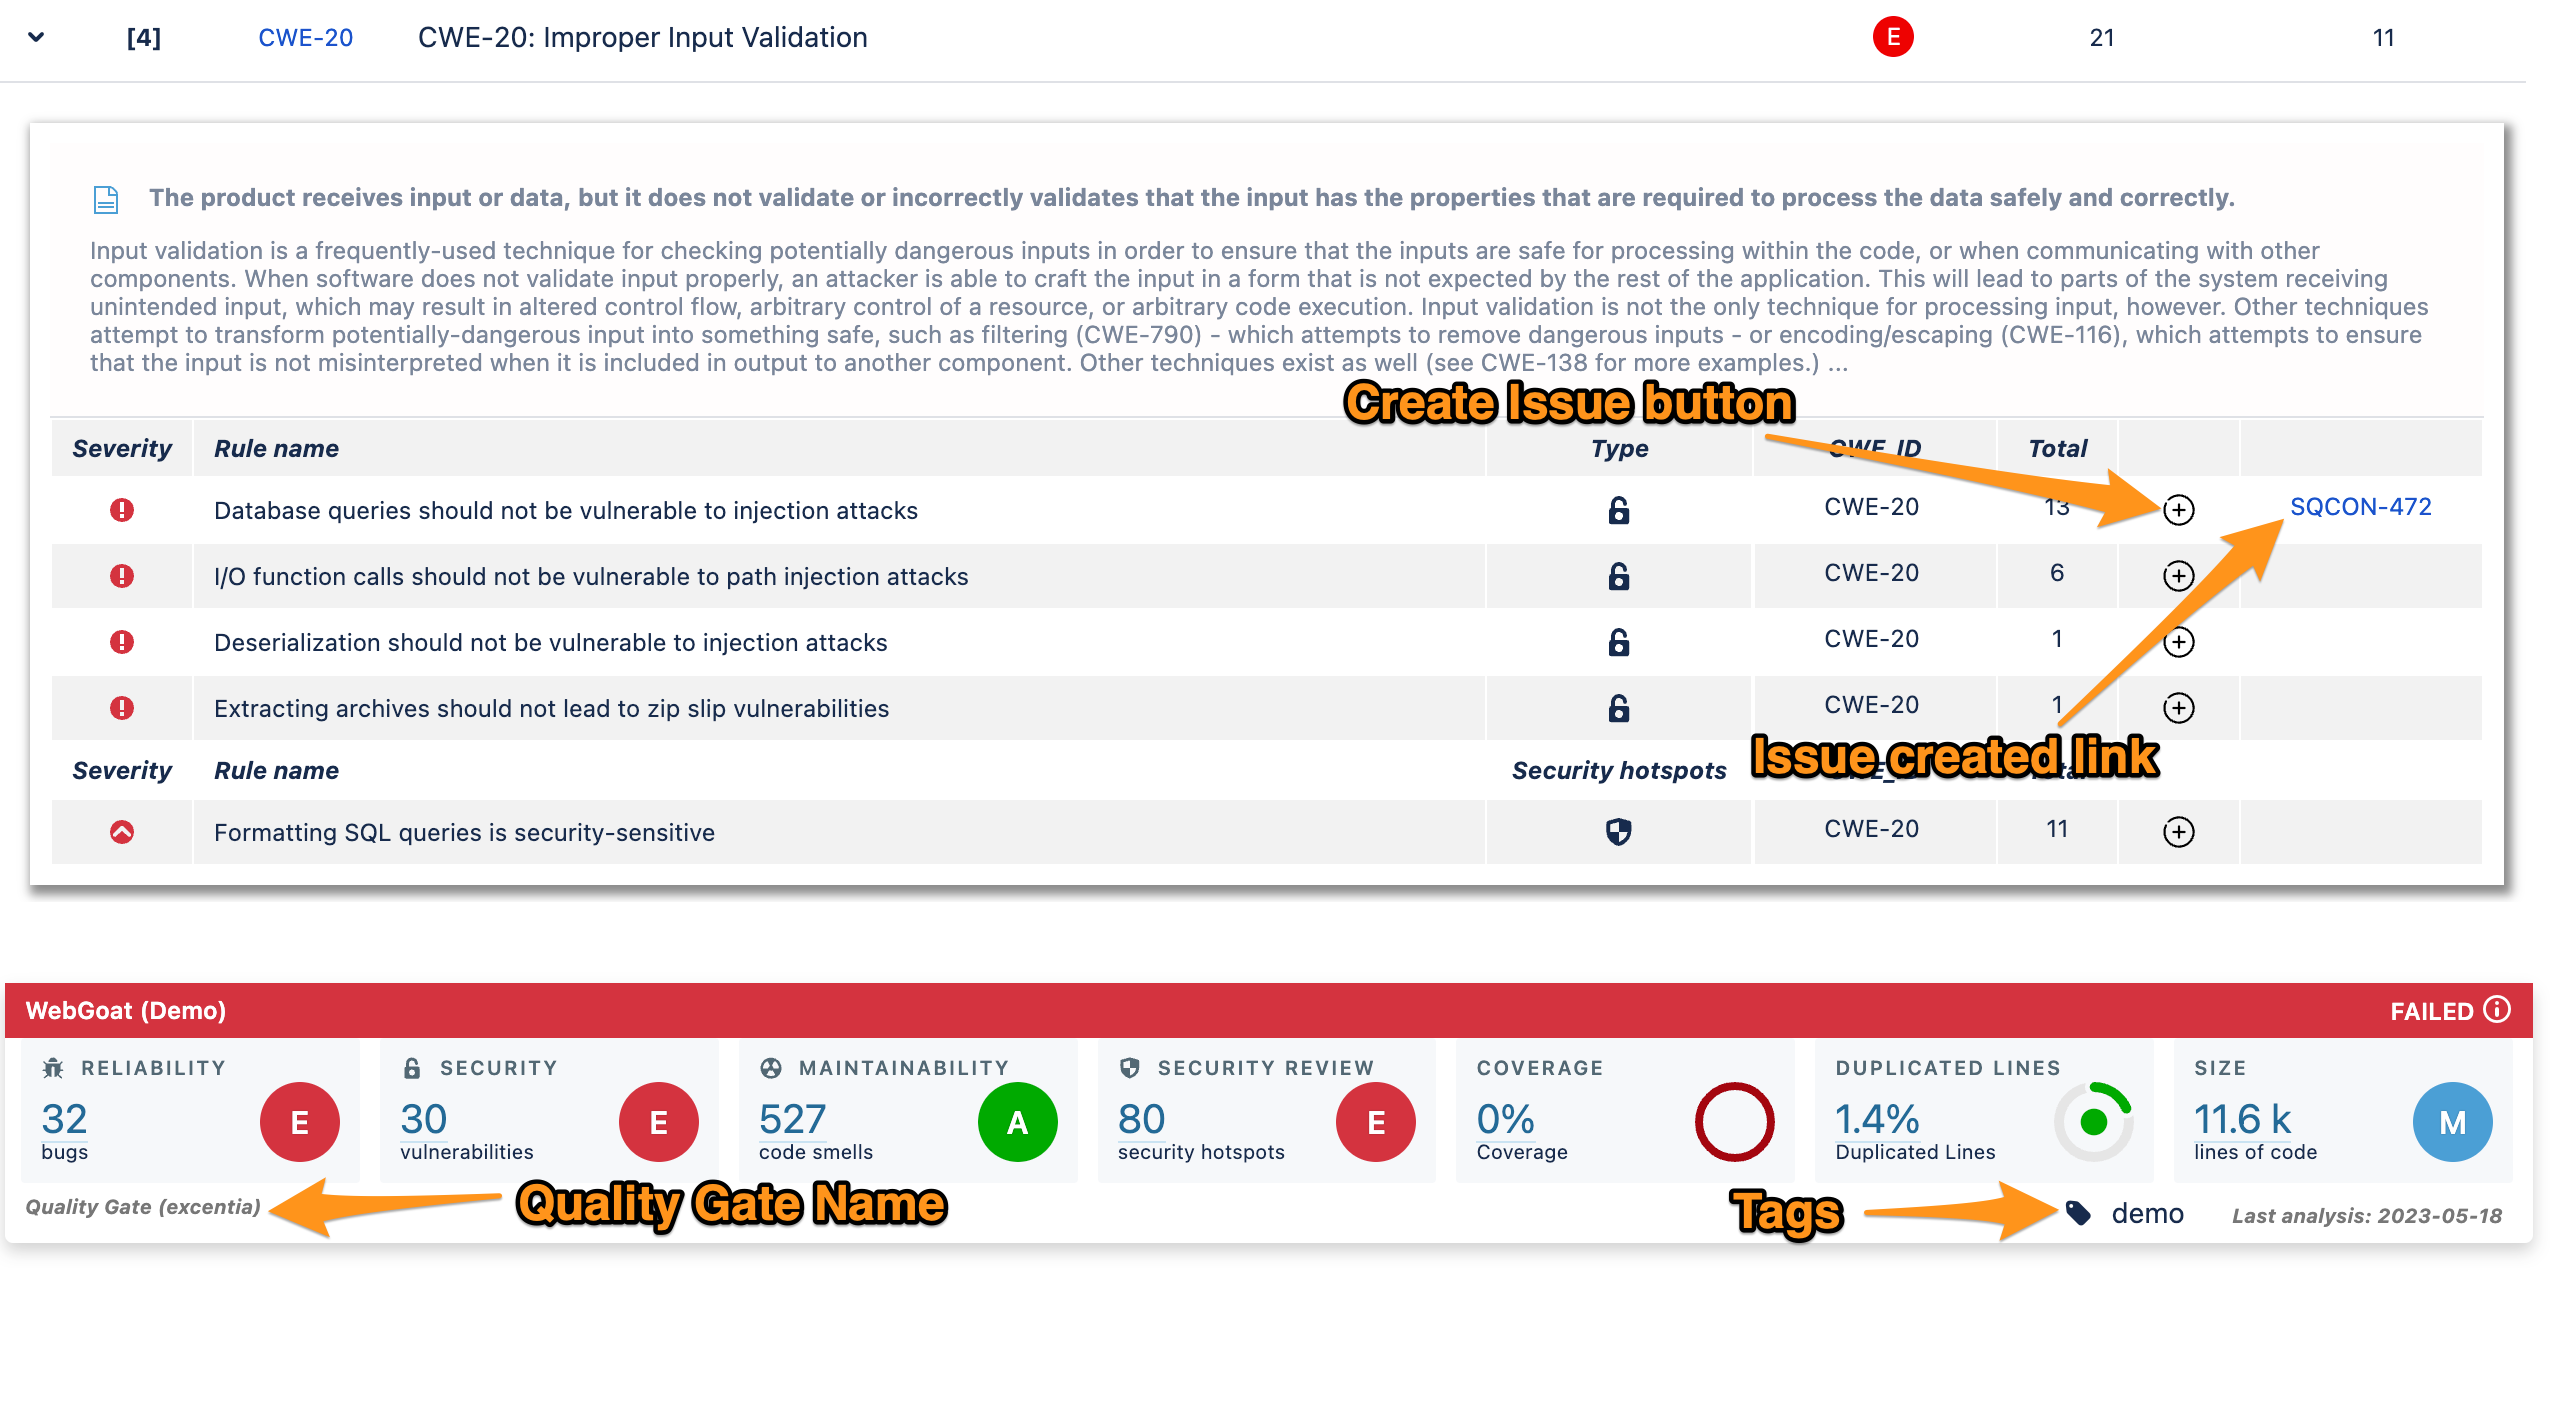 [4] CWE-20 CWE-20: Improper Input Validation E 21 11
The product receives input or data, but it does not validate or incorrectly validates that the input has the properties that are required to process the data safely and correctly.
Input validation is a frequently-used technique for checking potentially dangerous inputs in order to ensure that the inputs are safe for processing within the code, or when communicating with other
components. When software does not validate input properly, an attacker is able to craft the input in a form that is not expected by the rest of the application. This will lead to parts of the system receiving
unintended input, which may result in altered control flow, arbitrary control of a resource, or arbitrary code execution. Input validation is not the only technique for processing input, however. Other techniques
attempt to transform potentially-dangerous input into something safe, such as filtering (CWE-790) - which attempts to remove dangerous inputs - or encoding/escaping (CWE-116), which attempts to ensure
that the input is not misinterpreted when it is included in output to another component. Other techniques exist as well (see CWE-138 for more examples.) ...
Create Issue button
Severity Rule name Type CWE_ID Total
Database queries should not be vulnerable to injection attacks CWE-20 13 SQCON-472
I/O function calls should not be vulnerable to path injection attacks CWE-20 6
Deserialization should not be vulnerable to injection attacks CWE-20 1
Extracting archives should not lead to zip slip vulnerabilities CWE-20 1
Issue created link
Severity Rule name Security hotspots
Formatting SQL queries is security-sensitive CWE-20 11
WebGoat (Demo) FAILED
RELIABILITY SECURITY MAINTAINABILITY SECURITY REVIEW COVERAGE DUPLICATED LINES SIZE
32 E 30 E 527 A 80 E 0% 1.4% 11.6 k M
bugs vulnerabilities code smells security hotspots Coverage Duplicated Lines lines of code
Quality Gate (excentia) Quality Gate Name Tags demo Last analysis: 2023-05-18